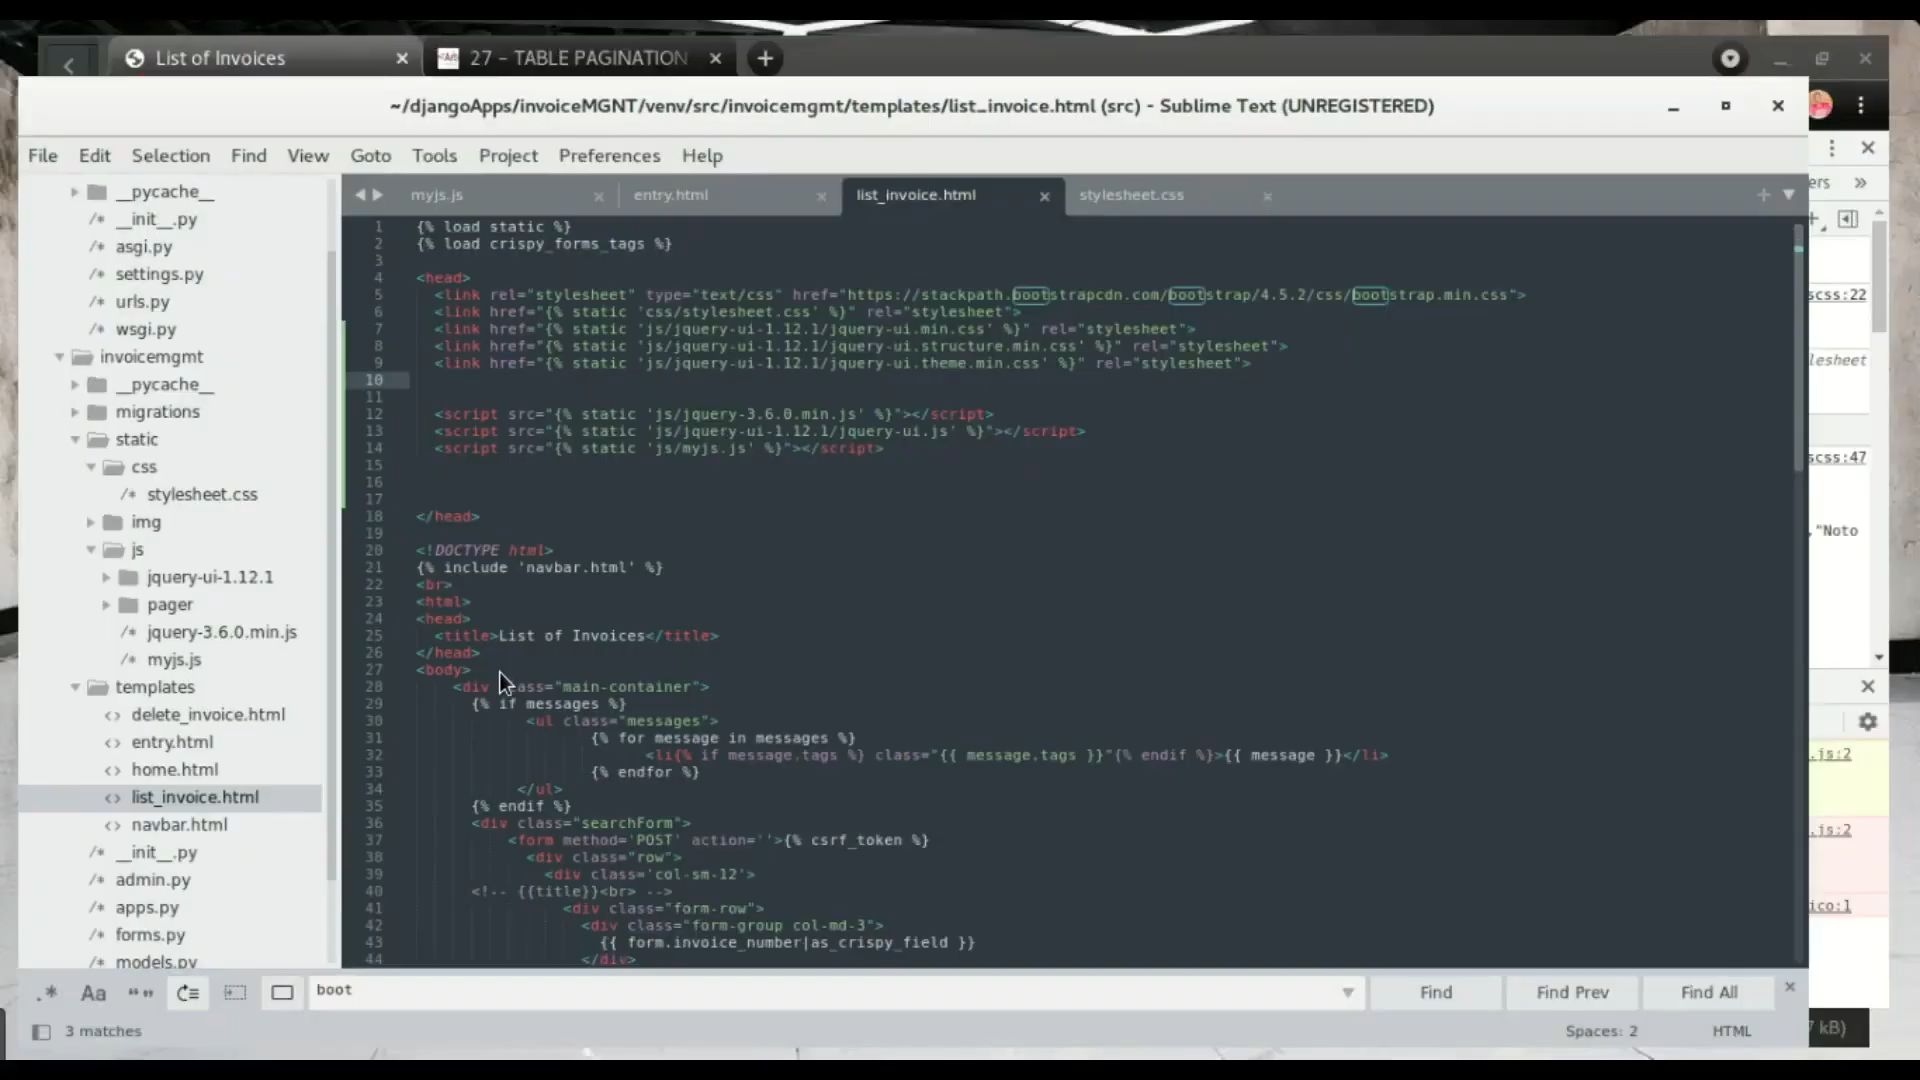 List of Invoices
27 – TABLE PAGINATION
~/djangoApps/invoiceMGNT/venv/src/invoicemgmt/templates/list_invoice.html (src) - Sublime Text (UNREGISTERED)
File Edit Selection Find View Goto Tools Project Preferences Help
__pycache__
/* __init__.py
/* asgi.py
/* settings.py
/* urls.py
/* wsgi.py
invoicemgmt
__pycache__
migrations
static
css
/* stylesheet.css
img
js
jquery-ui-1.12.1
pager
/* jquery-3.6.0.min.js
/* myjs.js
templates
<> delete_invoice.html
<> entry.html
<> home.html
<> list_invoice.html
<> navbar.html
/* __init__.py
/* admin.py
/* apps.py
/* forms.py
/* models.py
myjs.js entry.html list_invoice.html stylesheet.css
1 {% load static %}
2 {% load crispy_forms_tags %}
3
4 <head>
5 <link rel="stylesheet" type="text/css" href="https://stackpath.bootstrapcdn.com/bootstrap/4.5.2/css/bootstrap.min.css">
6 <link href="{% static 'css/stylesheet.css' %}" rel="stylesheet">
7 <link href="{% static 'js/jquery-ui-1.12.1/jquery-ui.min.css' %}" rel="stylesheet">
8 <link href="{% static 'js/jquery-ui-1.12.1/jquery-ui.structure.min.css' %}" rel="stylesheet">
9 <link href="{% static 'js/jquery-ui-1.12.1/jquery-ui.theme.min.css' %}" rel="stylesheet">
10
11
12 <script src="{% static 'js/jquery-3.6.0.min.js' %}"></script>
13 <script src="{% static 'js/jquery-ui-1.12.1/jquery-ui.js' %}"></script>
14 <script src="{% static 'js/myjs.js' %}"></script>
15
16
17
18 </head>
19
20 <!DOCTYPE html>
21 {% include 'navbar.html' %}
22 <br>
23 <html>
24 <head>
25 <title>List of Invoices</title>
26 </head>
27 <body>
28 <div class="main-container">
29 {% if messages %}
30 <ul class="messages">
31 {% for message in messages %}
32 <li{% if message.tags %} class="{{ message.tags }}"{% endif %}>{{ message }}</li>
33 {% endfor %}
34 </ul>
35 {% endif %}
36 <div class="searchForm">
37 <form method='POST' action=''>{% csrf_token %}
38 <div class="row">
39 <div class='col-sm-12'>
40 <!-- {{title}}<br> -->
41 <div class="form-row">
42 <div class="form-group col-md-3">
43 {{ form.invoice_number|as_crispy_field }}
44 </div>
ers »
scss:22
lesheet
scss:47
,"Noto
.js:2
.js:2
ico:1
.* Aa “” boot Find Find Prev Find All
3 matches Spaces: 2 HTML
7 kB)